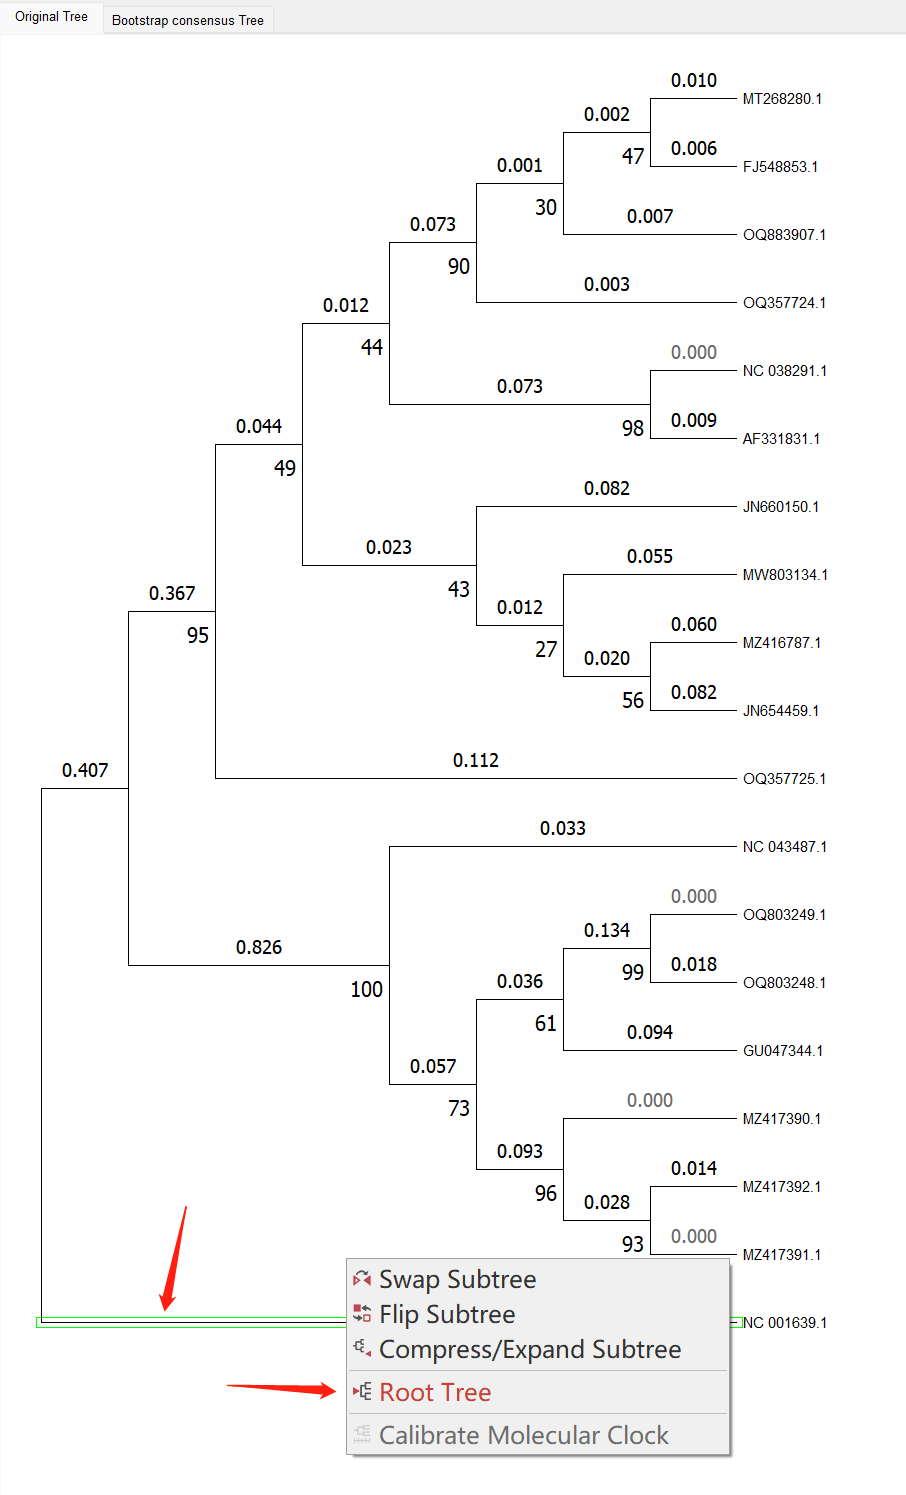 Original Tree
Bootstrap consensus Tree
0.010
MT268280.1
0.002
47
0.006
FJ548853.1
0.001
30
0.007
OQ883907.1
0.073
90
0.003
OQ357724.1
0.012
44
0.000
NC 038291.1
0.073
98
0.009
AF331831.1
0.044
49
0.082
JN660150.1
0.023
43
0.055
MW803134.1
0.012
27
0.060
MZ416787.1
0.020
56
0.082
JN654459.1
0.367
95
0.112
OQ357725.1
0.407
0.033
NC 043487.1
0.826
100
0.000
OQ803249.1
0.134
99
0.018
OQ803248.1
0.036
61
0.094
GU047344.1
0.057
73
0.000
MZ417390.1
0.093
96
0.014
MZ417392.1
0.028
93
0.000
MZ417391.1
NC 001639.1
Swap Subtree
Flip Subtree
Compress/Expand Subtree
Root Tree
Calibrate Molecular Clock